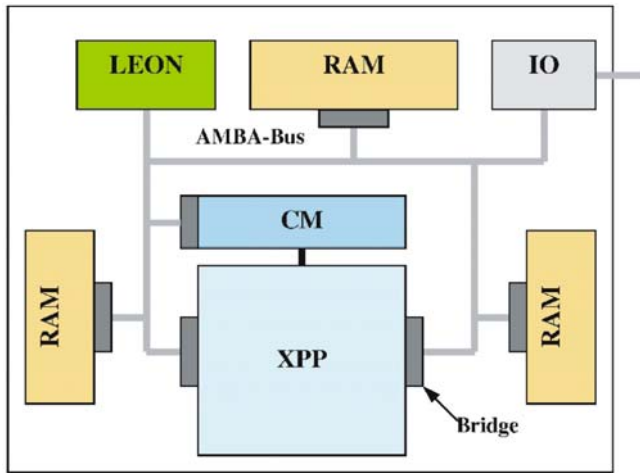 LEON
RAM
IO
AMBA-Bus
CM
RAM
XPP
RAM
Bridge